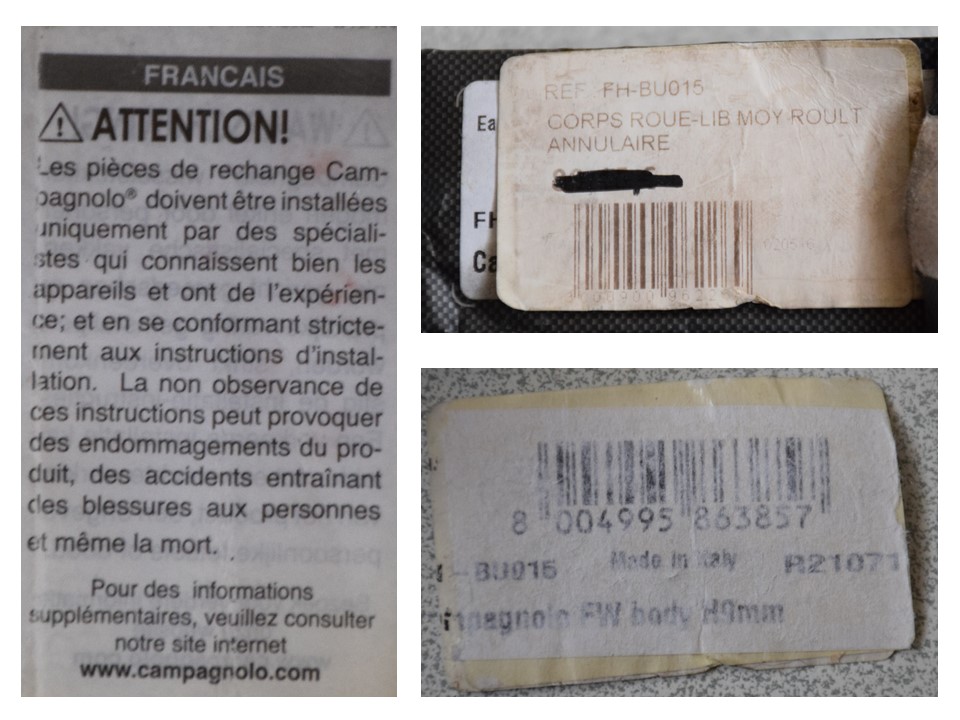 FRANCAIS
ATTENTION!
Les pièces de rechange Cam-
pagnolo® doivent être installées
uniquement par des spéciali-
stes qui connaissent bien les
appareils et ont de l'expérien-
ce; et en se conformant stricte-
ment aux instructions d'instal-
lation. La non observance de
ces instructions peut provoquer
des endommagements du pro-
duit, des accidents entraînant
des blessures aux personnes
et même la mort.
Pour des informations
supplémentaires, veuillez consulter
notre site internet
www.campagnolo.com
REF. FH-BU015
CORPS ROUE-LIB MOY ROULT
ANNULAIRE
Ea
FH
Ca
8 004995 863857
-BU015 Made in Italy R21071
mpagnolo FW body H9mm